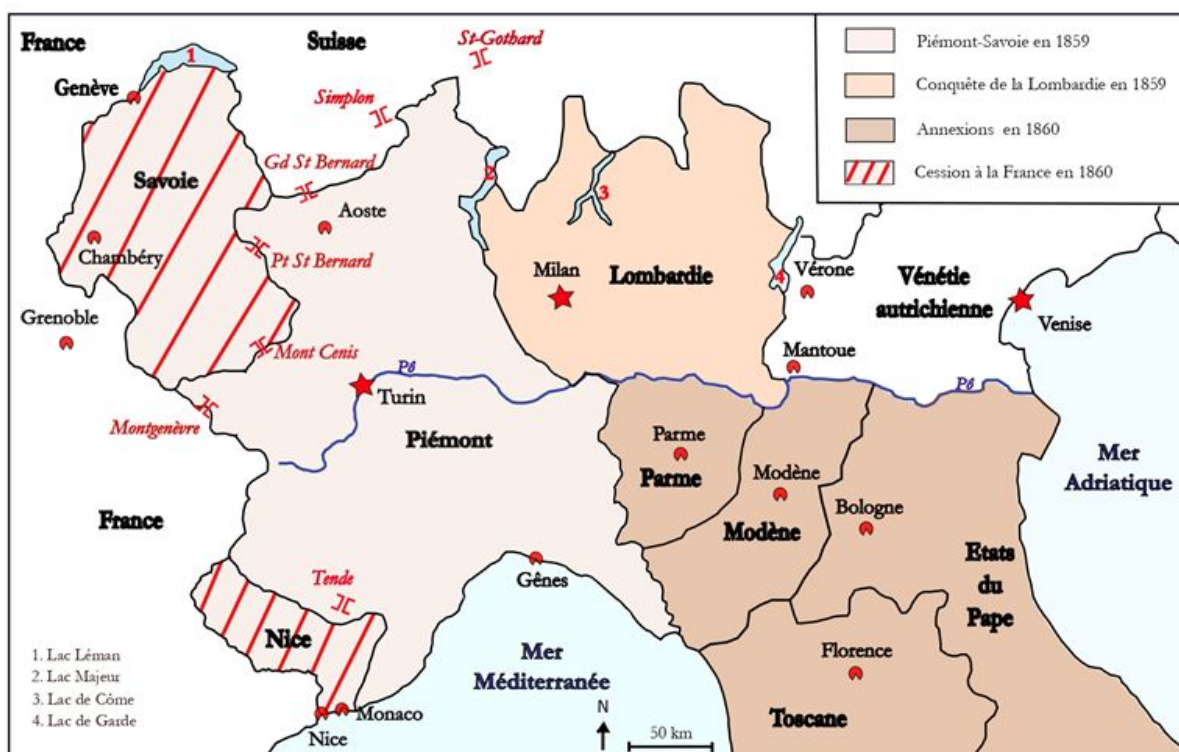 France
Suisse
St-Gothard
1
Genève
Simplon
Gd St Bernard
2
Savoie
3
Aoste
Chambéry
Pt St Bernard
Milan
Lombardie
4
Vérone
Vénétie
autrichienne
Venise
Grenoble
Mont Cenis
Mantoue
Pô
Pô
Turin
Montgenèvre
Piémont
Parme
Parme
Modène
Modène
Mer
Adriatique
Bologne
France
Gênes
Tende
Etats
du
Pape
Nice
Mer
Méditerranée
Florence
Toscane
Monaco
Nice
N
50 km
Piémont-Savoie en 1859
Conquête de la Lombardie en 1859
Annexions en 1860
Cession à la France en 1860
1. Lac Léman
2. Lac Majeur
3. Lac de Côme
4. Lac de Garde